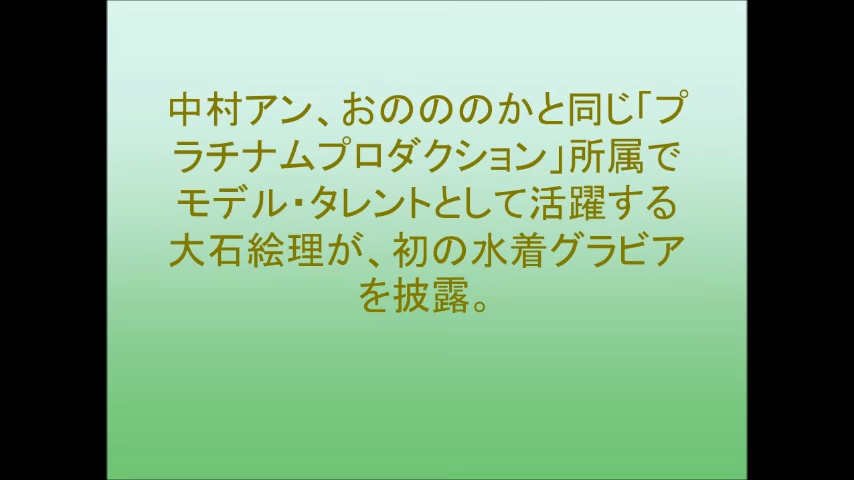 中村アン、おのののかと同じ「プ
ラチナムプロダクション」所属で
モデル・タレントとして活躍する
大石絵理が、初の水着グラビア
を披露。